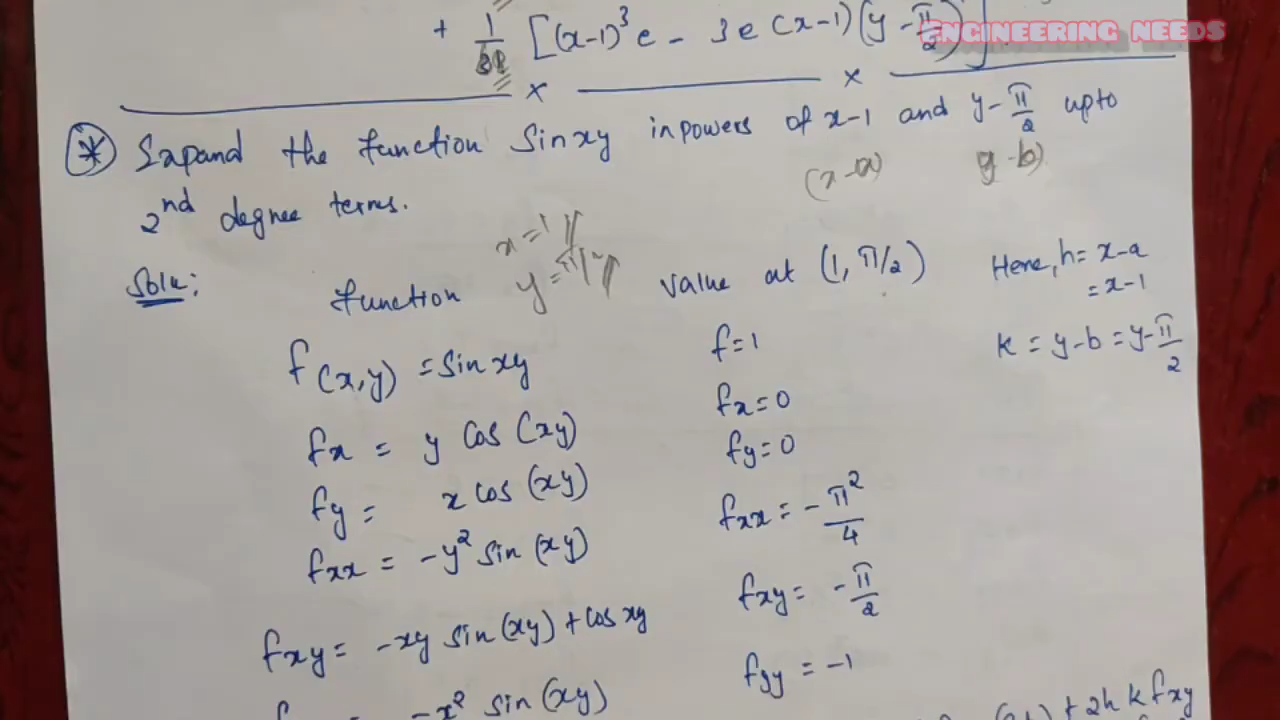 + 1/3! [(x-1)³e - 3e(x-1)(y-π/2)]
ENGINEERING NEEDS
x x
* Expand the function Sin xy in powers of x-1 and y-π/2 upto
(x-a) y-b)
2nd degree terms.
x=1
y=π/2
Soln:
function value at (1, π/2) Here, h = x-a
= x-1
f(x,y) = Sin xy f=1 k = y-b = y-π/2
fx = y Cos (xy) fx=0
fy = x cos (xy) fy=0
fxx = -y² Sin (xy) fxx = -π²/4
fxy = -xy Sin (xy) + Cos xy fxy = -π/2
-x² Sin (xy) fyy = -1
+ 2hk fxy